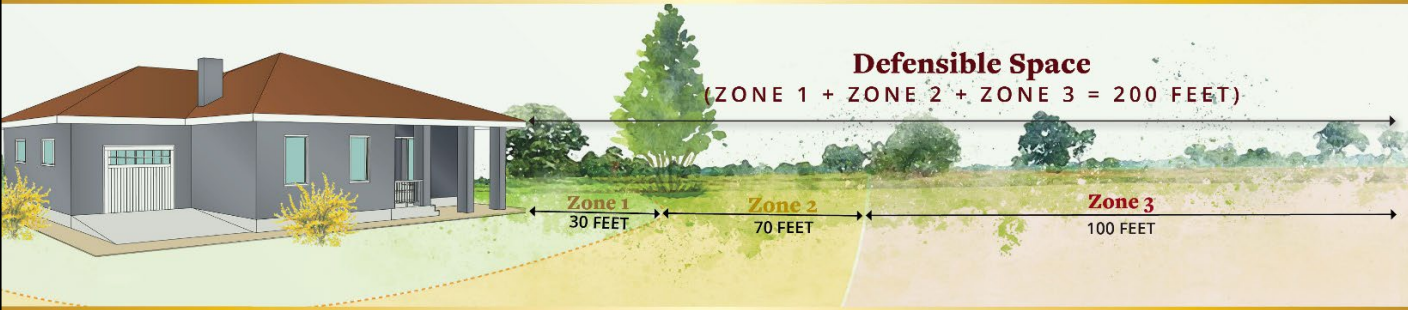 Defensible Space
(ZONE 1 + ZONE 2 + ZONE 3 = 200 FEET)
Zone 1
30 FEET
Zone 2
70 FEET
Zone 3
100 FEET